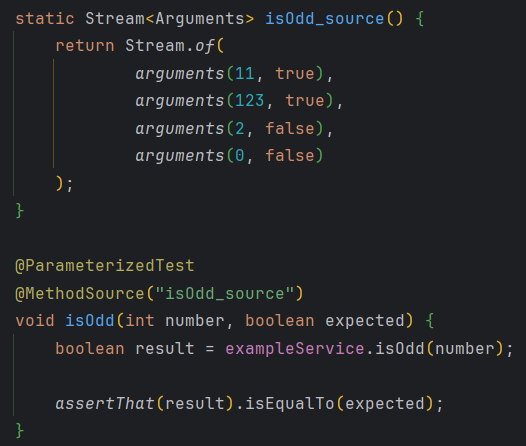 static Stream<Arguments> isOdd_source() {
return Stream.of(
arguments(11, true),
arguments(123, true),
arguments(2, false),
arguments(0, false)
);
}
@ParameterizedTest
@MethodSource("isOdd_source")
void isOdd(int number, boolean expected) {
boolean result = exampleService.isOdd(number);
assertThat(result).isEqualTo(expected);
}